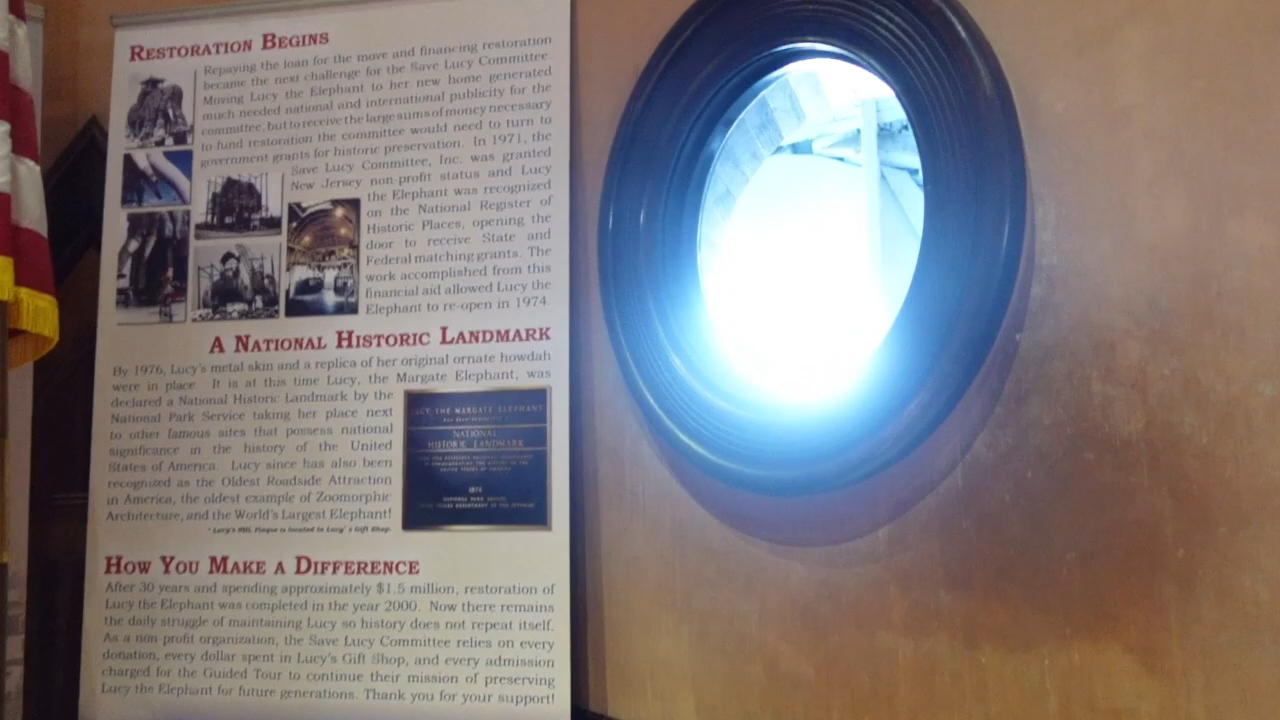 RESTORATION BEGINS
Repaying the loan for the move and financing restoration
became the next challenge for the Save Lucy Committee.
Moving Lucy the Elephant to her new home generated
much needed national and international publicity for the
committee, but to receive the large sums of money necessary
to fund restoration the committee would need to turn to
government grants for historic preservation. In 1971, the
Save Lucy Committee, Inc. was granted
New Jersey non-profit status and Lucy
the Elephant was recognized
on the National Register of
Historic Places, opening the
door to receive State and
Federal matching grants. The
work accomplished from this
financial aid allowed Lucy the
Elephant to re-open in 1974.
A NATIONAL HISTORIC LANDMARK
By 1976, Lucy's metal skin and a replica of her original ornate howdah
were in place. It is at this time Lucy, the Margate Elephant, was
declared a National Historic Landmark by the
National Park Service taking her place next
to other famous sites that possess national
significance in the history of the United
States of America. Lucy since has also been
recognized as the Oldest Roadside Attraction
in America, the oldest example of Zoomorphic
Architecture, and the World's Largest Elephant!
* Lucy's NHL Plaque is located in Lucy's Gift Shop.
LUCY THE MARGATE ELEPHANT
NATIONAL
HISTORIC LANDMARK
1976
HOW YOU MAKE A DIFFERENCE
After 30 years and spending approximately $1.5 million, restoration of
Lucy the Elephant was completed in the year 2000. Now there remains
the daily struggle of maintaining Lucy so history does not repeat itself.
As a non-profit organization, the Save Lucy Committee relies on every
donation, every dollar spent in Lucy's Gift Shop, and every admission
charged for the Guided Tour to continue their mission of preserving
Lucy the Elephant for future generations. Thank you for your support!